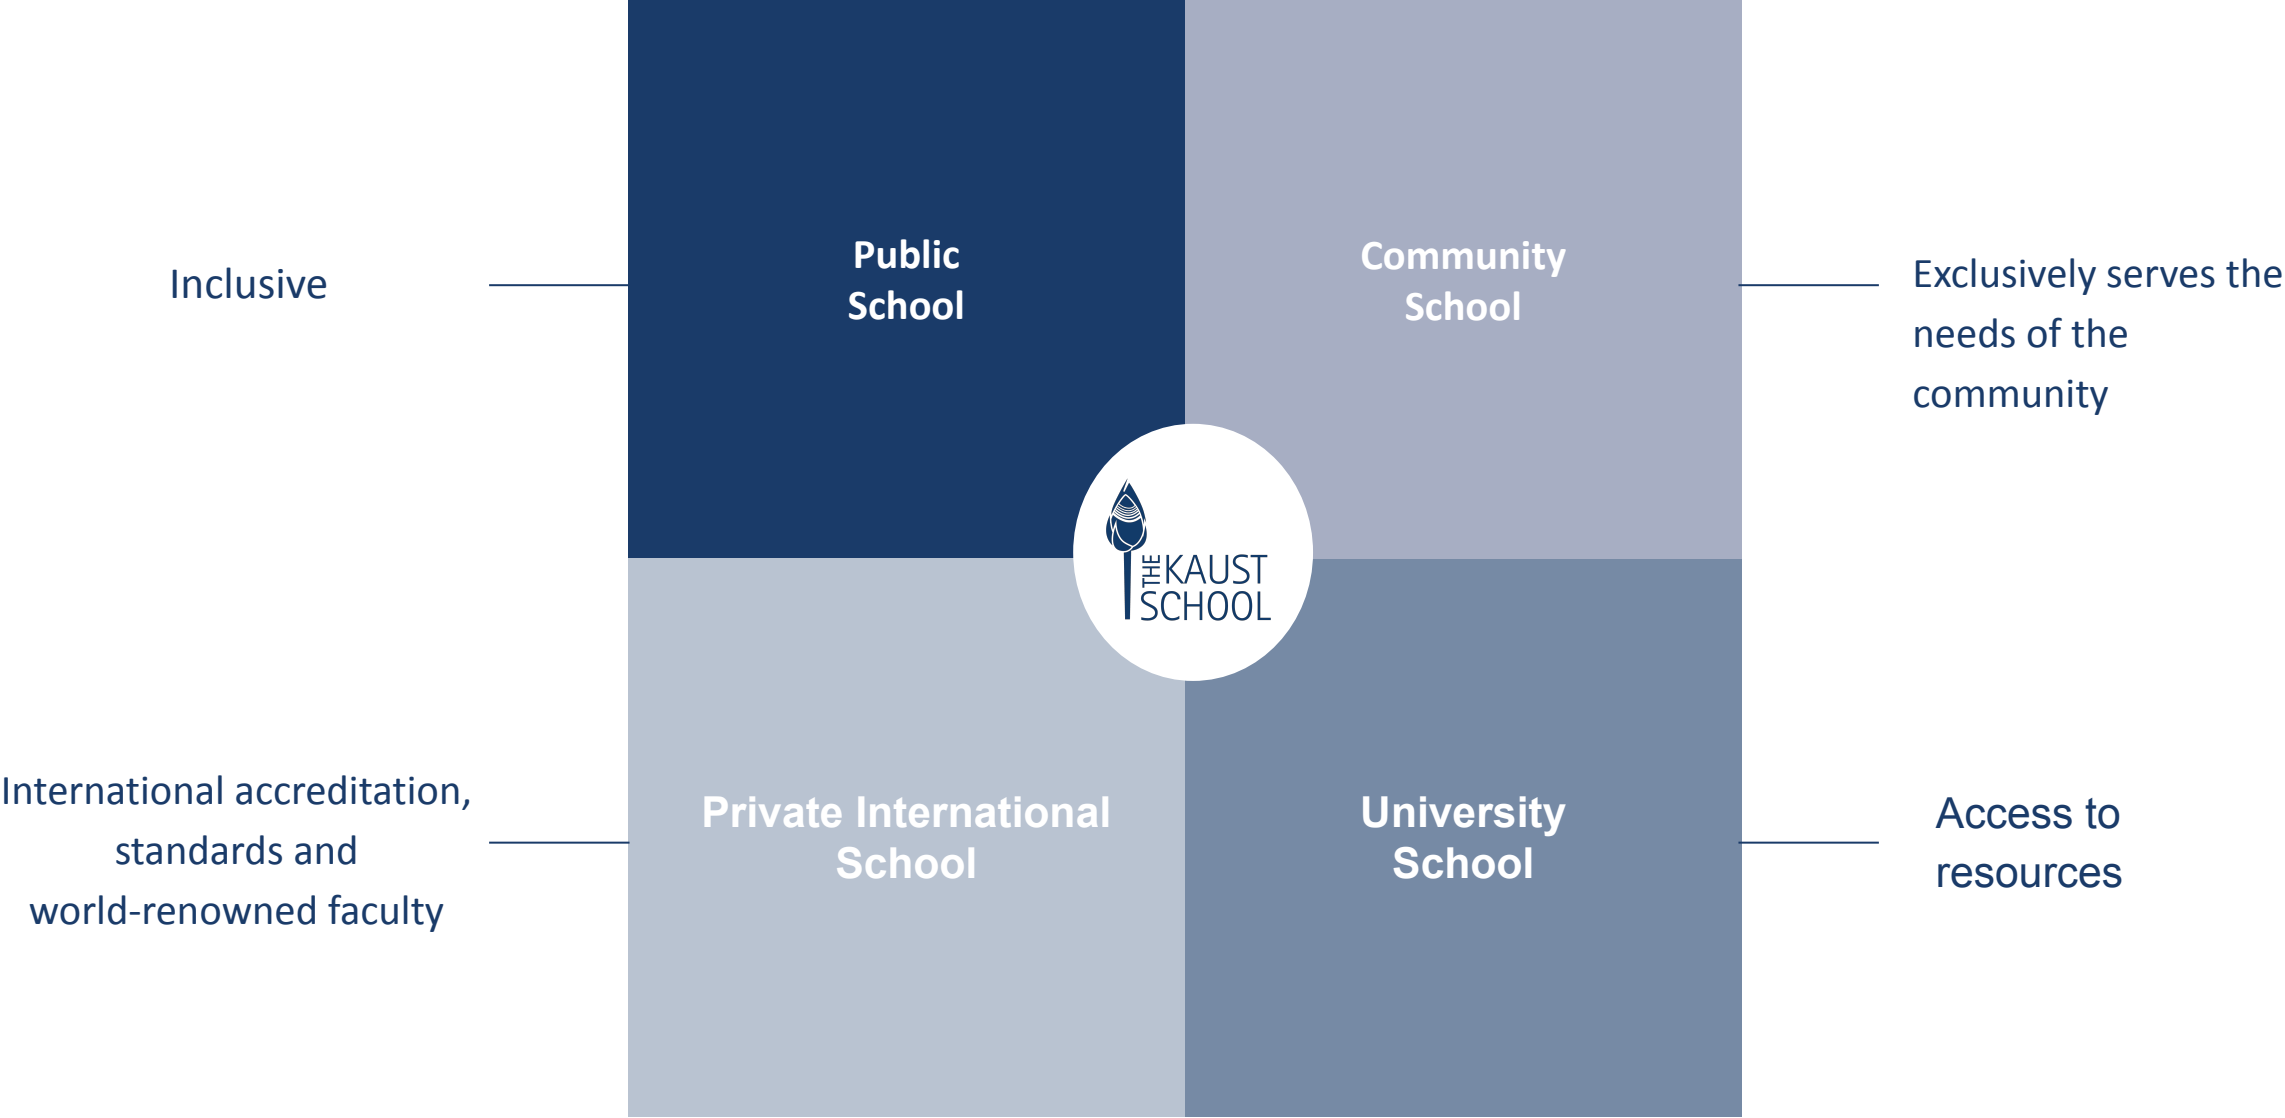 Inclusive
Public
School
Community
School
Exclusively serves the
needs of the
community
THE KAUST
SCHOOL
International accreditation,
standards and
world-renowned faculty
Private International
School
University
School
Access to
resources